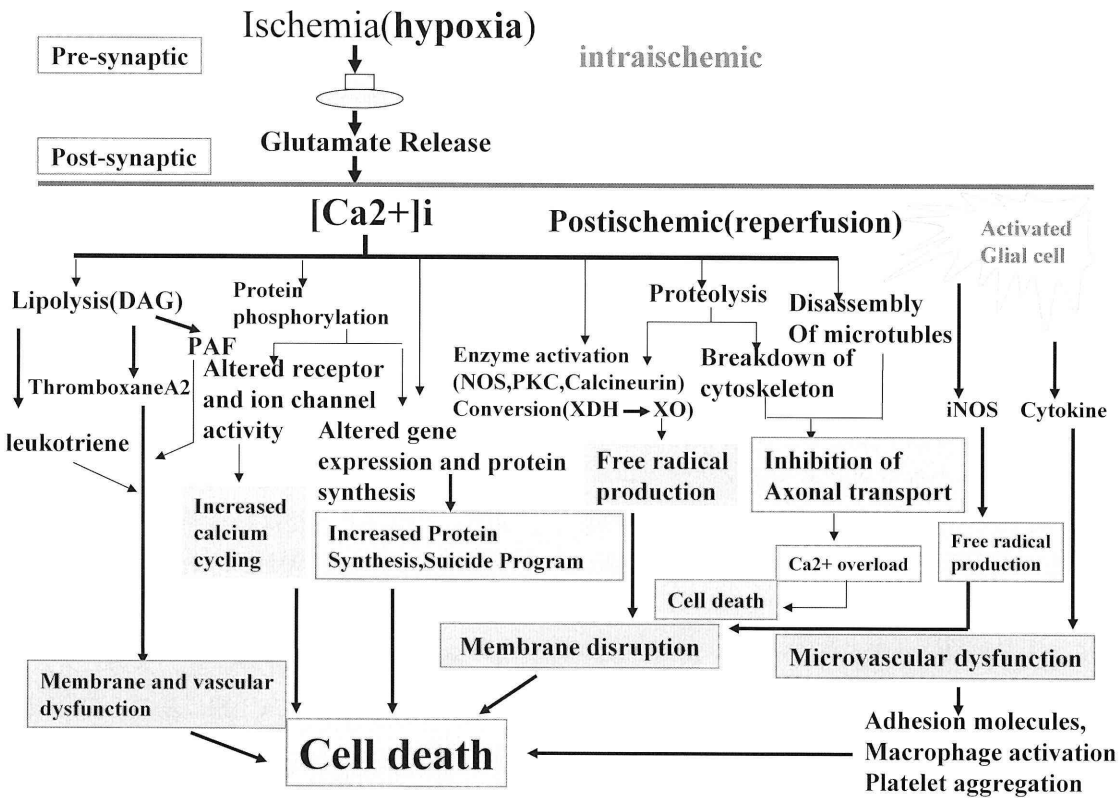 Ischemia(hypoxia)
Pre-synaptic
intraischemic
Glutamate Release
Post-synaptic
[Ca2+]i
Postischemic(reperfusion)
Activated
Glial cell
Lipolysis(DAG)
Protein
phosphorylation
Proteolysis
Disassembly
Of microtubles
PAF
ThromboxaneA2
leukotriene
Altered receptor
and ion channel
activity
Enzyme activation
(NOS,PKC,Calcineurin)
Conversion(XDH XO)
Breakdown of
cytoskeleton
iNOS
Cytokine
Altered gene
expression and protein
synthesis
Free radical
production
Inhibition of
Axonal transport
Increased
calcium
cycling
Increased Protein
Synthesis,Suicide Program
Ca2+ overload
Free radical
production
Cell death
Membrane disruption
Microvascular dysfunction
Membrane and vascular
dysfunction
Cell death
Adhesion molecules,
Macrophage activation
Platelet aggregation